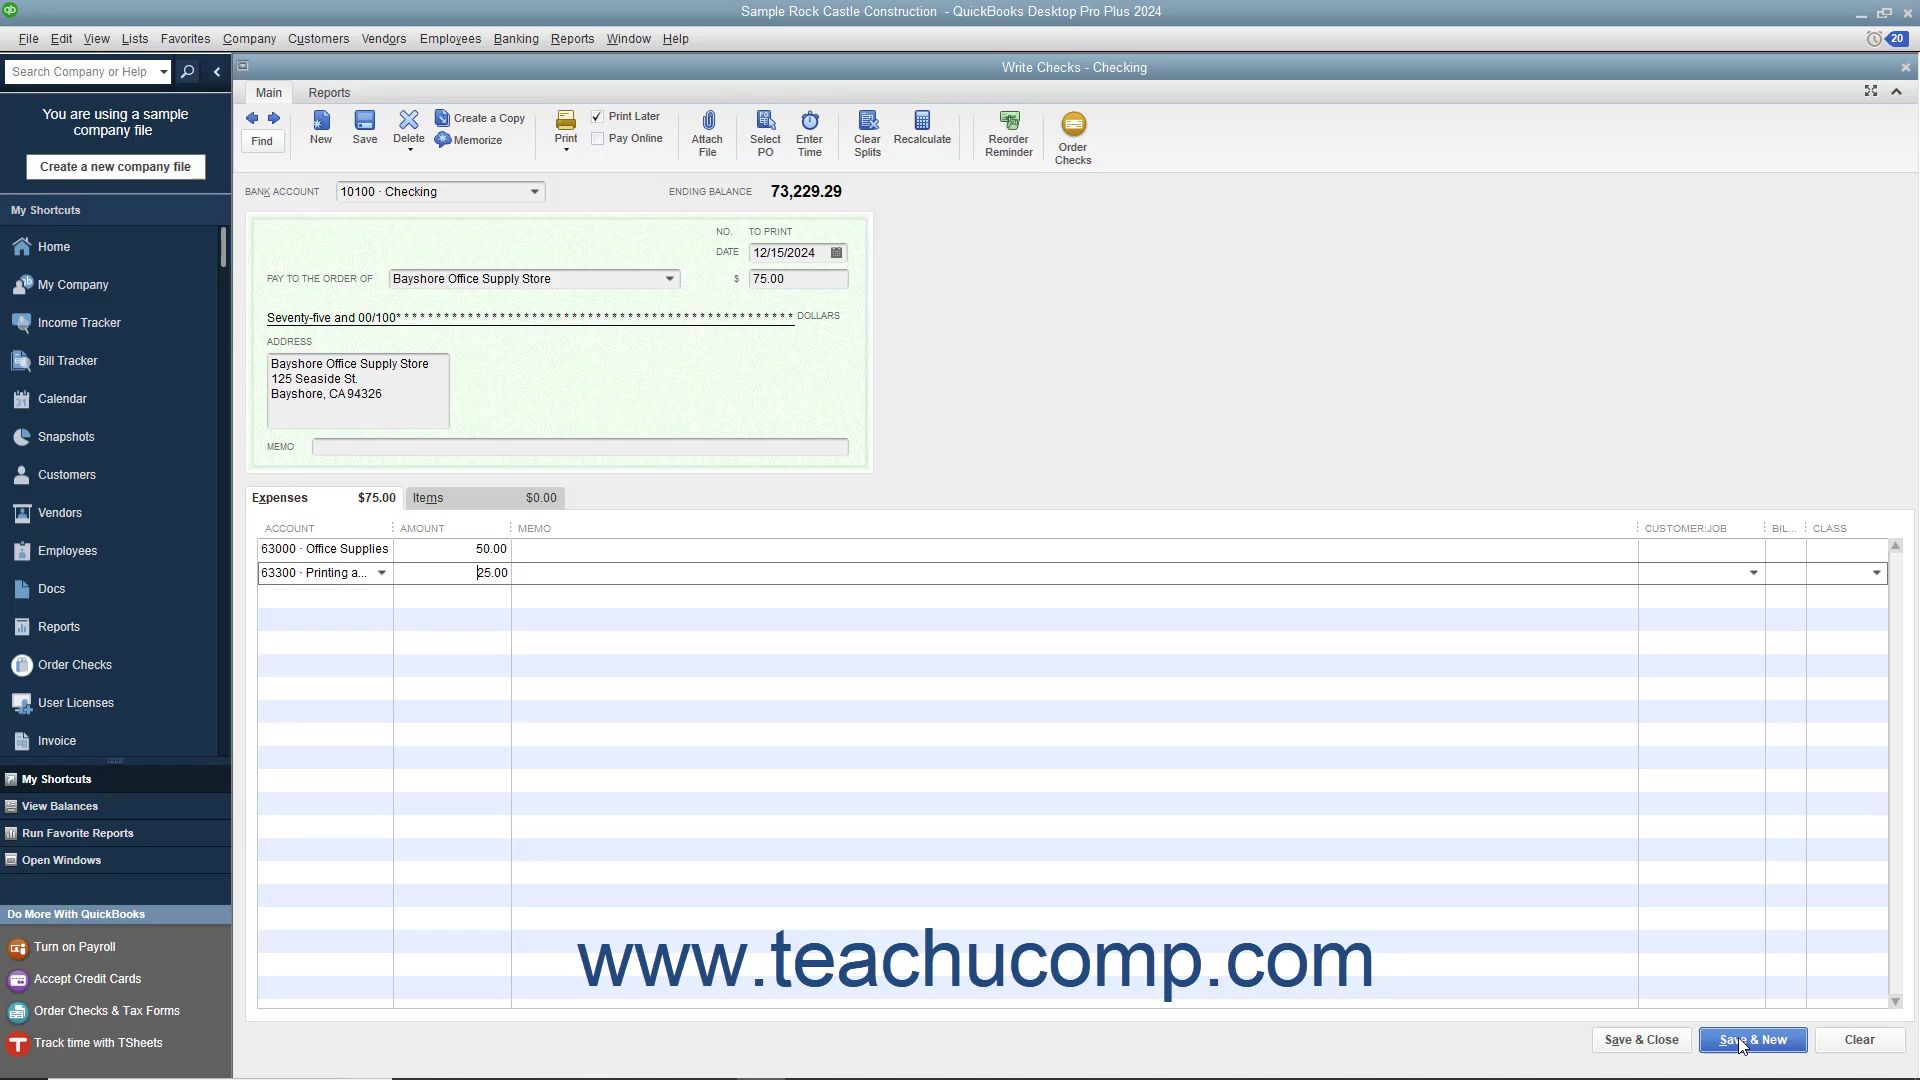 Sample Rock Castle Construction - QuickBooks Desktop Pro Plus 2024
File Edit View Lists Favorites Company Customers Vendors Employees Banking Reports Window Help
20
Search Company or Help
Write Checks - Checking
You are using a sample
company file
Create a new company file
My Shortcuts
Home
My Company
Income Tracker
Bill Tracker
Calendar
Snapshots
Customers
Vendors
Employees
Docs
Reports
Order Checks
User Licenses
Invoice
My Shortcuts
View Balances
Run Favorite Reports
Open Windows
Do More With QuickBooks
Turn on Payroll
Accept Credit Cards
Order Checks & Tax Forms
Track time with TSheets
Main Reports
Find
New
Save
Delete
Create a Copy
Memorize
Print
Print Later
Pay Online
Attach
File
Select
PO
Enter
Time
Clear
Splits
Recalculate
Reorder
Reminder
Order
Checks
BANK ACCOUNT 10100 · Checking ENDING BALANCE 73,229.29
NO. TO PRINT
DATE 12/15/2024
PAY TO THE ORDER OF Bayshore Office Supply Store $ 75.00
Seventy-five and 00/100* * * * * * * * * * * * * * * * * * * * * * * * * * * * * * * * * * * * * * * * * * * * * * * * * * DOLLARS
ADDRESS
Bayshore Office Supply Store
125 Seaside St.
Bayshore, CA 94326
MEMO
Expenses $75.00 Items $0.00
ACCOUNT AMOUNT MEMO CUSTOMER:JOB BIL... CLASS
63000 · Office Supplies 50.00
63300 · Printing a... 25.00
www.teachucomp.com
Save & Close Save & New Clear